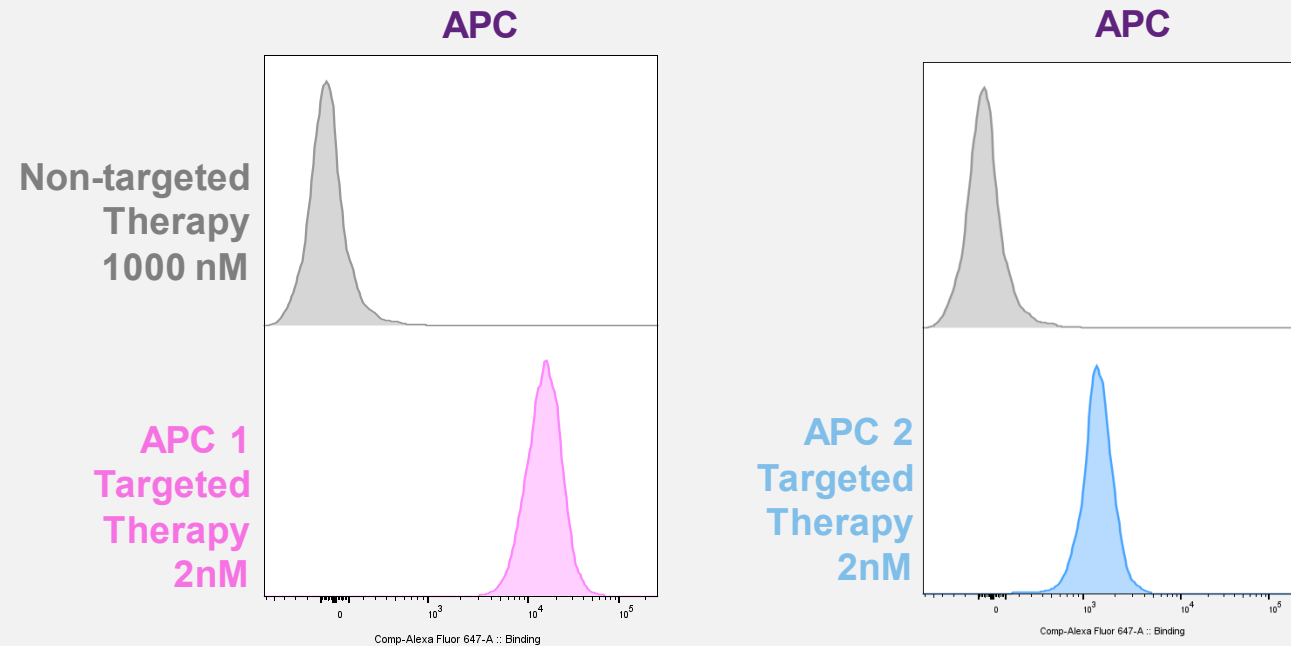 APC
Non-targeted
Therapy
1000 nM
APC 1
Targeted
Therapy
2nM
0 10³ 10⁴ 10⁵
Comp-Alexa Fluor 647-A :: Binding
APC
APC 2
Targeted
Therapy
2nM
0 10³ 10⁴ 10⁵
Comp-Alexa Fluor 647-A :: Binding